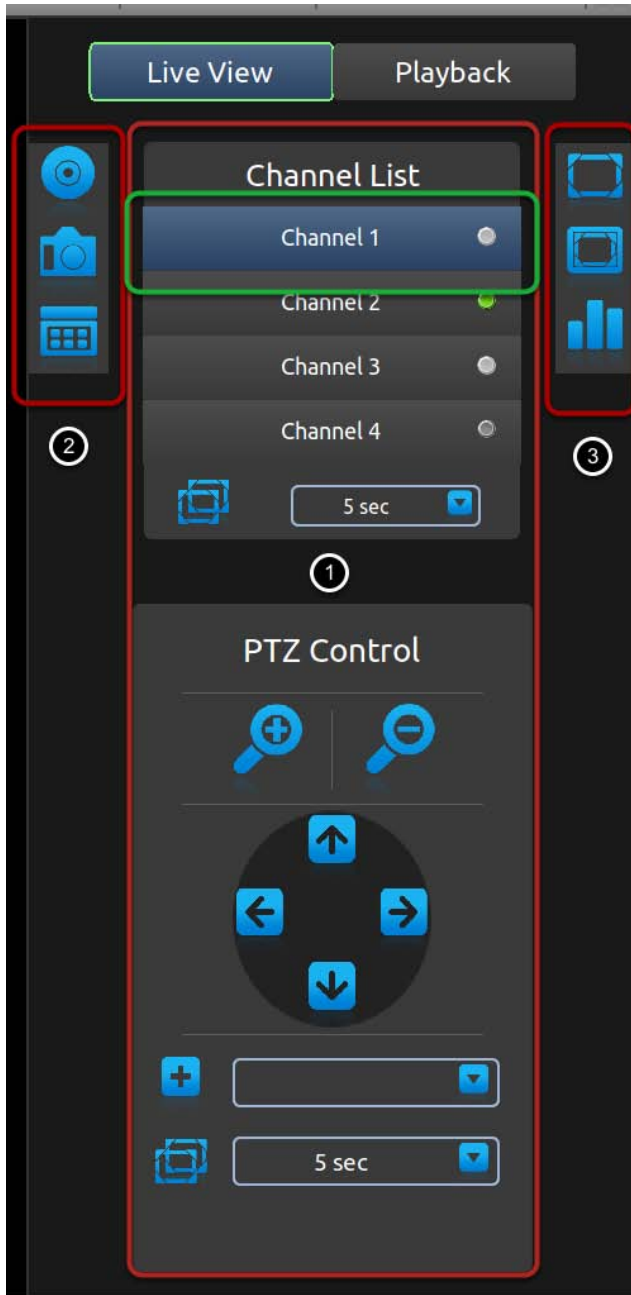 Live View Playback
Channel List
Channel 1
Channel 2
2
Channel 3
3
Channel 4
5 sec
1
PTZ Control
5 sec